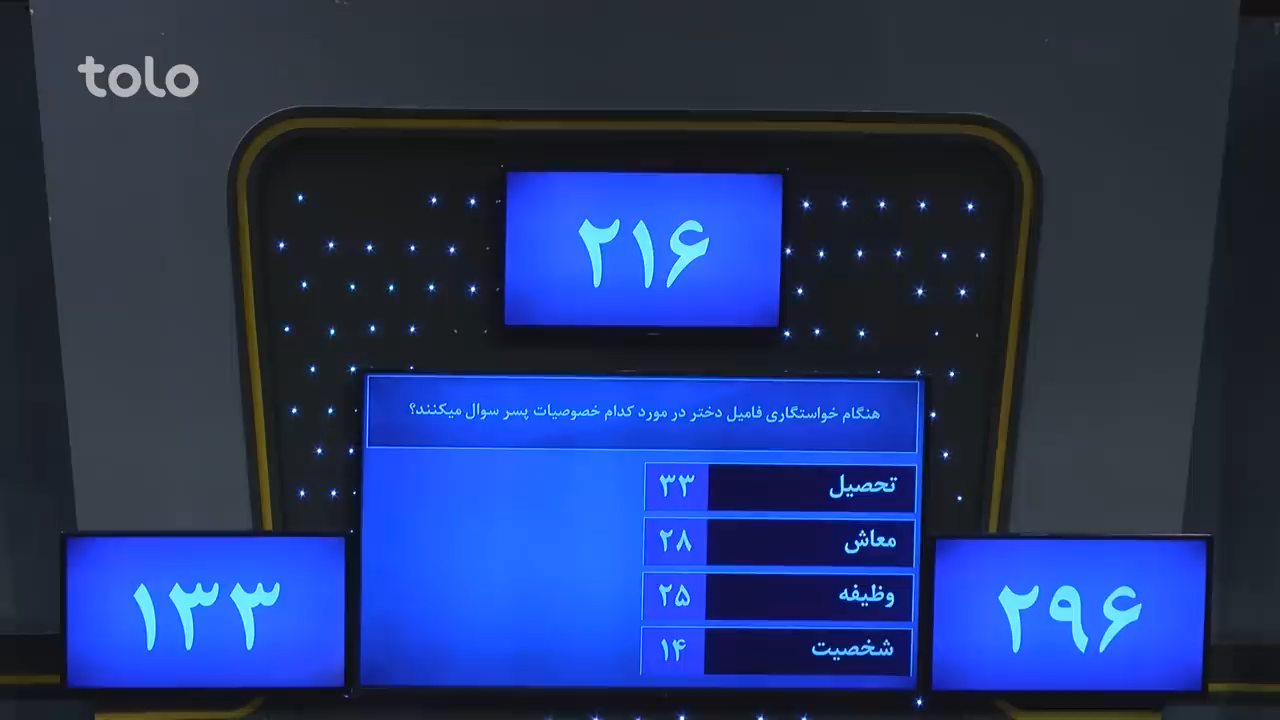 tolo
۲۱۶
هنگام خواستگاری فامیل دختر در مورد کدام خصوصیات پسر سوال میکنند؟
تحصیل ۳۳
معاش ۲۸
وظیفه ۲۵
شخصیت ۱۴
۲۹۶
۱۳۳